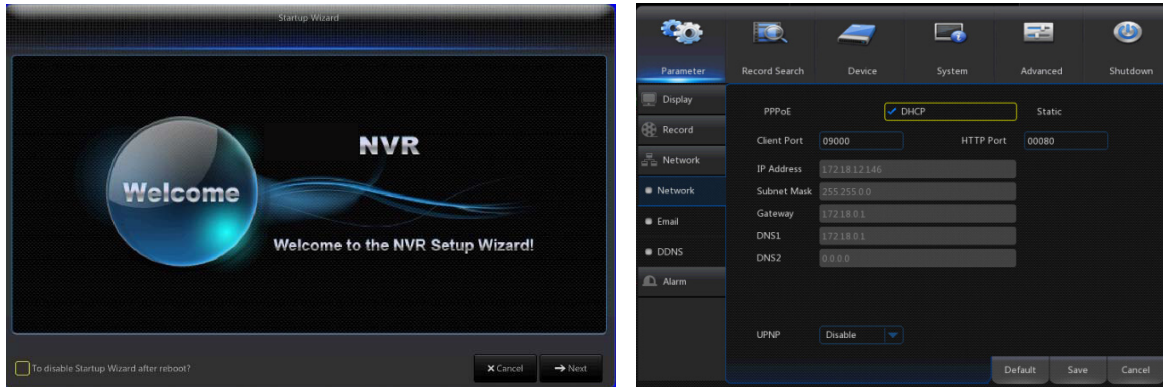 Startup Wizard
NVR
Welcome
Welcome to the NVR Setup Wizard!
To disable Startup Wizard after reboot?
Cancel
Next
Parameter Record Search Device System Advanced Shutdown
Display
Record
Network
Network
Email
DDNS
Alarm
PPPoE DHCP Static
Client Port 09000 HTTP Port 00080
IP Address 172.18.12.146
Subnet Mask 255.255.0.0
Gateway 172.18.0.1
DNS1 172.18.0.1
DNS2 0.0.0.0
UPNP Disable
Default Save Cancel